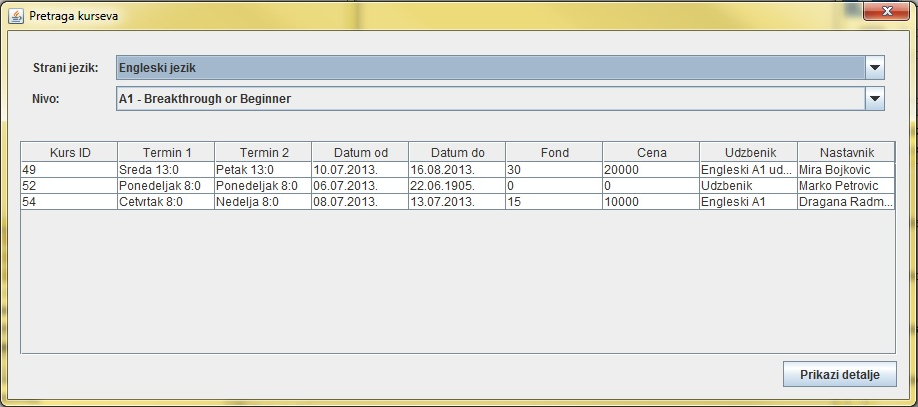 Pretraga kurseva
Strani jezik: Engleski jezik
Nivo: A1 - Breakthrough or Beginner
Kurs ID Termin 1 Termin 2 Datum od Datum do Fond Cena Udzbenik Nastavnik
49 Sreda 13:0 Petak 13:0 10.07.2013. 16.08.2013. 30 20000 Engleski A1 ud... Mira Bojkovic
52 Ponedeljak 8:0 Ponedeljak 8:0 06.07.2013. 22.06.1905. 0 0 Udzbenik Marko Petrovic
54 Cetvrtak 8:0 Nedelja 8:0 08.07.2013. 13.07.2013. 15 10000 Engleski A1 Dragana Radm...
Prikazi detalje